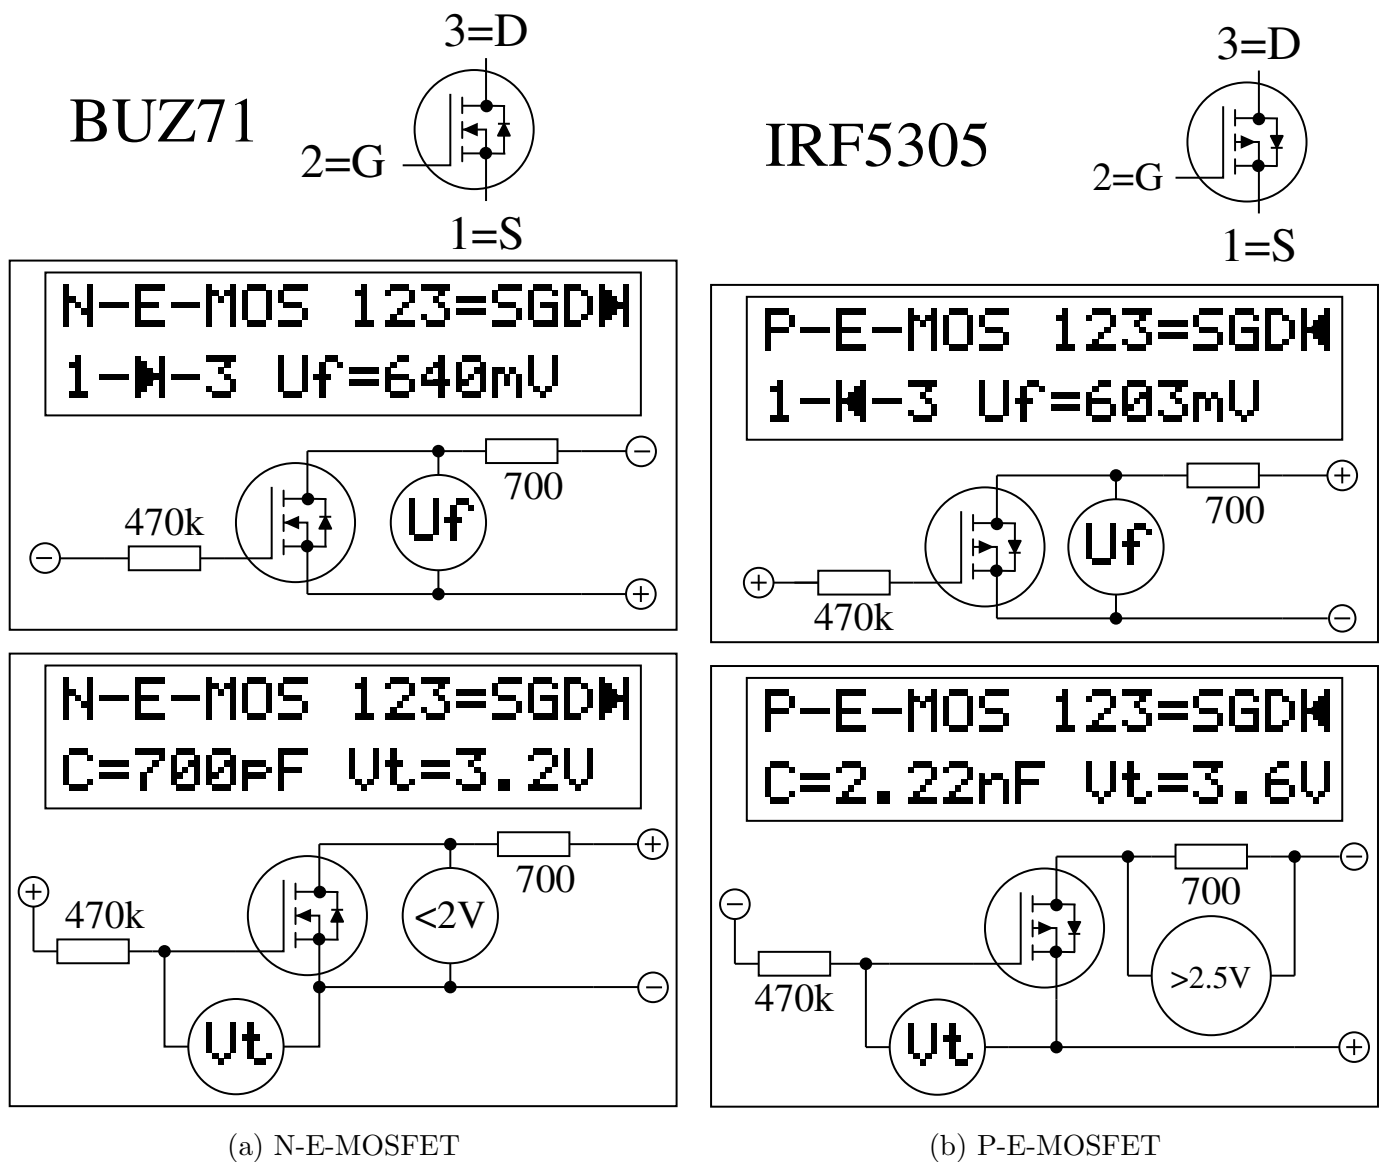 3=D
BUZ71
2=G
1=S
N-E-MOS 123=SGD
1- -3 Uf=640mV
700
470k
Uf
N-E-MOS 123=SGD
C=700pF Vt=3.2V
700
470k
<2V
Vt
(a) N-E-MOSFET
3=D
IRF5305
2=G
1=S
P-E-MOS 123=SGD
1- -3 Uf=603mV
700
Uf
470k
P-E-MOS 123=SGD
C=2.22nF Vt=3.6V
700
>2.5V
470k
Vt
(b) P-E-MOSFET